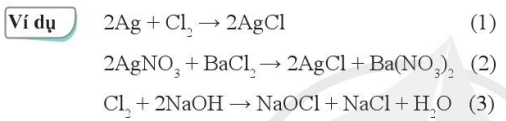 Ví dụ 2Ag + Cl₂ → 2AgCl (1)
2AgNO₃ + BaCl₂ → 2AgCl + Ba(NO₃)₂ (2)
Cl₂ + 2NaOH → NaOCl + NaCl + H₂O (3)